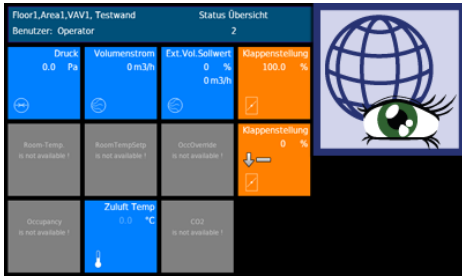 Floor1,Area1,VAV1, Testwand Status Übersicht
Benutzer: Operator 2
Druck Volumenstrom Ext.Vol.Sollwert Klappenstellung
0.0 Pa 0 m3/h 0 % 100.0 %
0 m3/h
Klappenstellung
Room-Temp. RoomTempSetp OccOverride 0 %
is not available ! is not available ! is not available !
Zuluft Temp
Occupancy 0.0 °C CO2
is not available ! is not available !